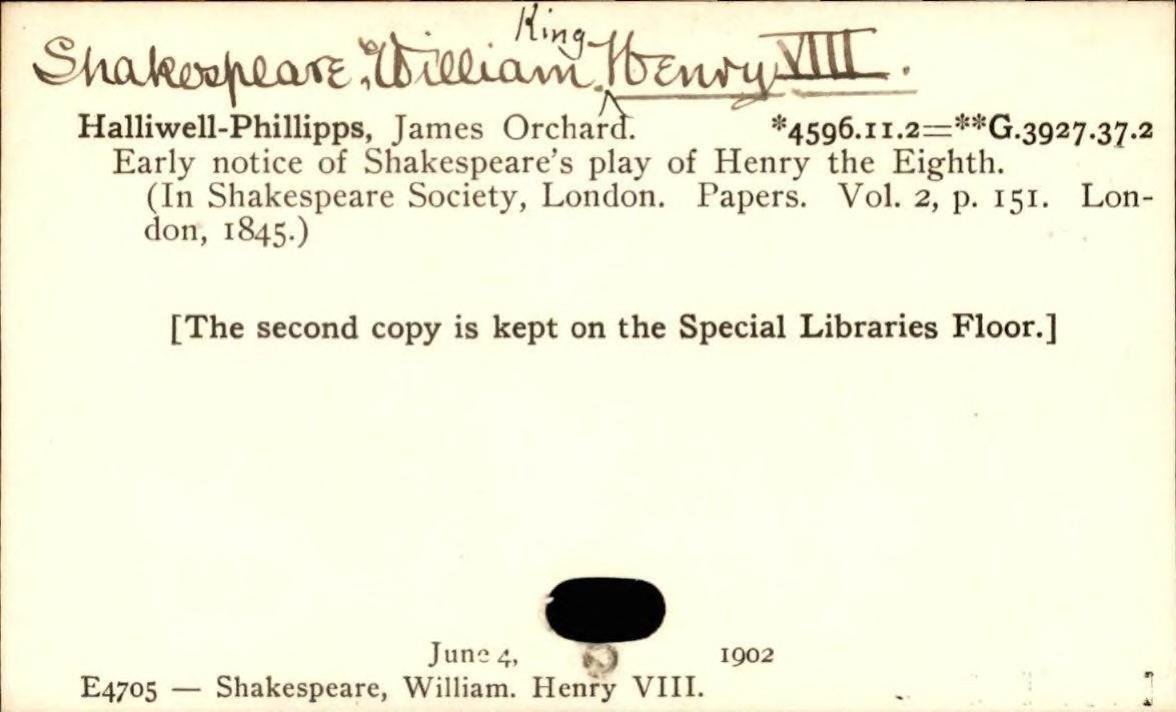 Shakespeare, William. King Henry VIII.
Halliwell-Phillipps, James Orchard. *4596.11.2=**G.3927.37.2
Early notice of Shakespeare's play of Henry the Eighth.
(In Shakespeare Society, London. Papers. Vol. 2, p. 151. Lon-
don, 1845.)
[The second copy is kept on the Special Libraries Floor.]
June 4, 1902
E4705 — Shakespeare, William. Henry VIII.